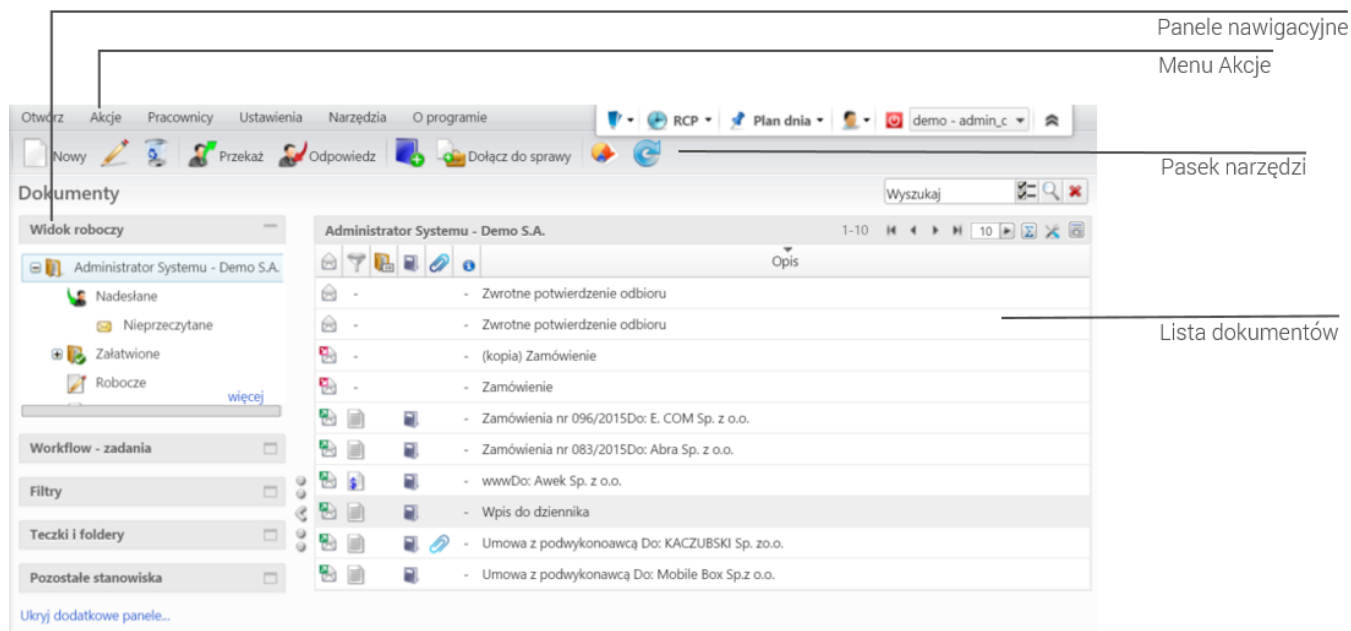 Panele nawigacyjne
Menu Akcje
Otwórz Akcje Pracownicy Ustawienia Narzędzia O programie RCP Plan dnia demo - admin_c
Nowy Przekaż Odpowiedz Dołącz do sprawy
Pasek narzędzi
Dokumenty Wyszukaj
Widok roboczy
Administrator Systemu - Demo S.A. 1-10 10
Administrator Systemu - Demo S.A.
Opis
Nadesłane
Nieprzeczytane
Załatwione
Robocze
więcej
Workflow - zadania
Filtry
Teczki i foldery
Pozostałe stanowiska
Ukryj dodatkowe panele...
- - Zwrotne potwierdzenie odbioru
- - Zwrotne potwierdzenie odbioru
- - (kopia) Zamówienie
- - Zamówienie
- Zamówienia nr 096/2015Do: E. COM Sp. z o.o.
- Zamówienia nr 083/2015Do: Abra Sp. z o.o.
- wwwDo: Awek Sp. z o.o.
- Wpis do dziennika
- Umowa z podwykonoawcą Do: KACZUBSKI Sp. zo.o.
- Umowa z podwykonawcą Do: Mobile Box Sp.z o.o.
Lista dokumentów